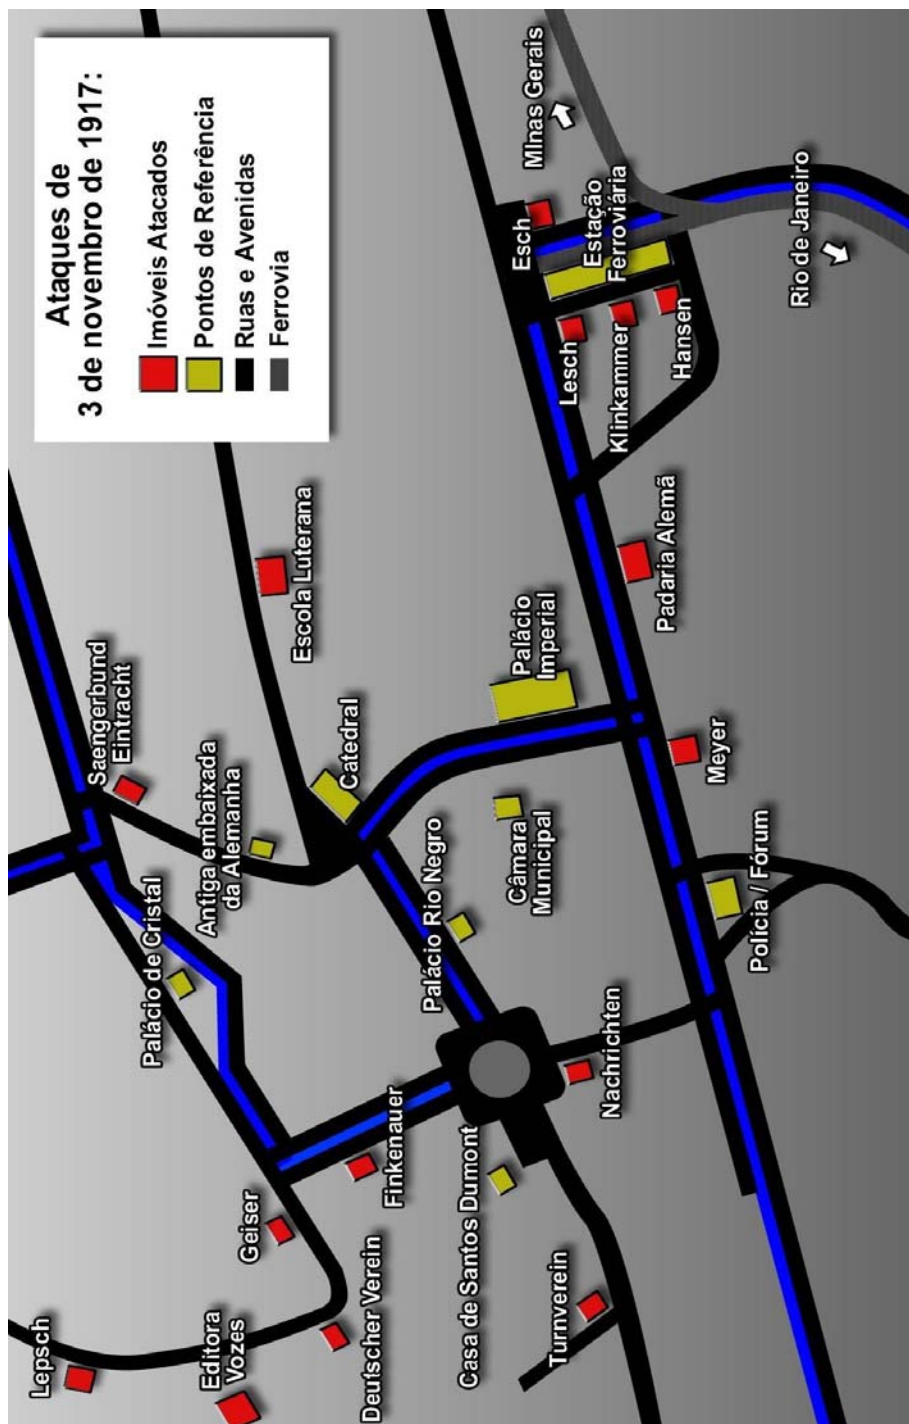 Ataques de
3 de novembro de 1917:
Imóveis Atacados
Pontos de Referência
Ruas e Avenidas
Ferrovia
Lepsch
Editora
Vozes
Geiser
Deutscher Verein
Finkenauer
Palácio de Cristal
Antiga embaixada
da Alemanha
Saengerbund
Eintracht
Escola Luterana
Catedral
Palácio Rio Negro
Casa de Santos Dumont
Turnverein
Nachrichten
Câmara
Municipal
Palácio
Imperial
Polícia / Fórum
Meyer
Padaria Alemã
Lesch
Klinkammer
Hansen
Esch
Estação
Ferroviária
MInas Gerais
Rio de Janeiro